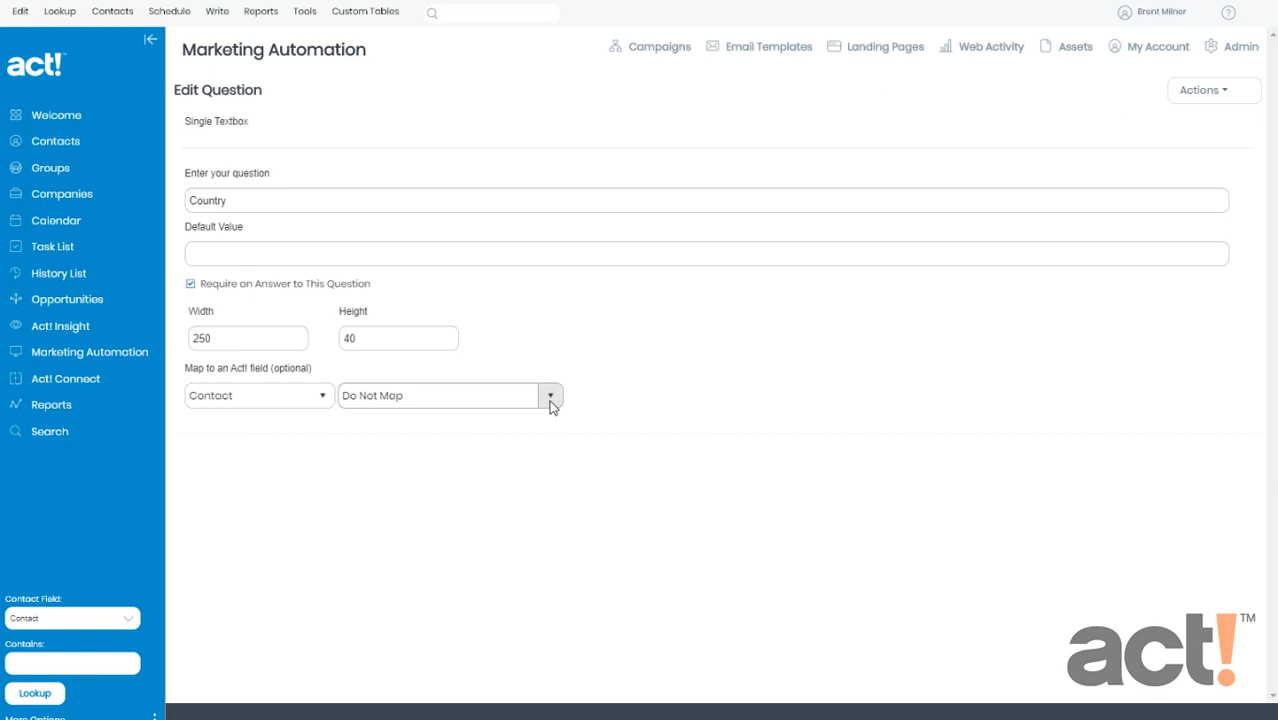 Edit Lookup Contacts Schedule Write Reports Tools Custom Tables Brent Milner ?
act!
Marketing Automation
Campaigns Email Templates Landing Pages Web Activity Assets My Account Admin
Edit Question
Actions
Single Textbox
Welcome
Contacts
Groups
Companies
Calendar
Task List
History List
Opportunities
Act! Insight
Marketing Automation
Act! Connect
Reports
Search
Enter your question
Country
Default Value
Require an Answer to This Question
Width Height
250 40
Map to an Act! field (optional)
Contact Do Not Map
Contact Field:
Contact
Contains:
Lookup
More Options
act! TM